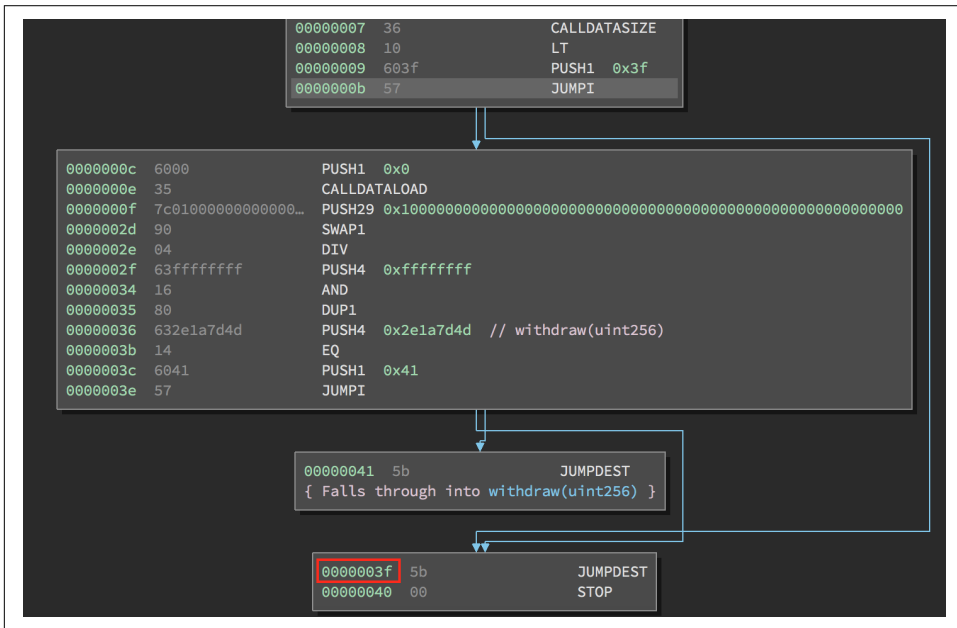 00000007 36 CALLDATASIZE
00000008 10 LT
00000009 603f PUSH1 0x3f
0000000b 57 JUMPI
0000000c 6000 PUSH1 0x0
0000000e 35 CALLDATALOAD
0000000f 7c01000000000000... PUSH29 0x100000000000000000000000000000000000000000000000000000000
0000002d 90 SWAP1
0000002e 04 DIV
0000002f 63ffffffff PUSH4 0xffffffff
00000034 16 AND
00000035 80 DUP1
00000036 632e1a7d4d PUSH4 0x2e1a7d4d // withdraw(uint256)
0000003b 14 EQ
0000003c 6041 PUSH1 0x41
0000003e 57 JUMPI
00000041 5b JUMPDEST
{ Falls through into withdraw(uint256) }
0000003f 5b JUMPDEST
00000040 00 STOP